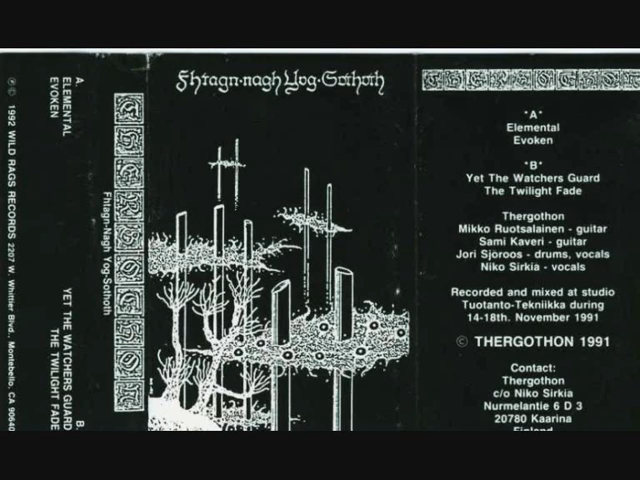 Fhtagn-nagh Yog-Sothoth
A.
ELEMENTAL
EVOKEN
YET THE WATCHERS GUARD
THE TWILIGHT FADE
B.
℗ © 1992 WILD RAGS RECORDS 2207 W. Whittier Blvd., Montebello, CA 90640
THERGOTHON
Fhtagn-Nagh Yog-Sothoth
THERGOTHON
"A"
Elemental
Evoken
"B"
Yet The Watchers Guard
The Twilight Fade
Thergothon
Mikko Ruotsalainen - guitar
Sami Kaveri - guitar
Jori Sjöroos - drums, vocals
Niko Sirkia - vocals
Recorded and mixed at studio
Tuotanto-Tekniikka during
14-18th. November 1991
© THERGOTHON 1991
Contact:
Thergothon
c/o Niko Sirkia
Nurmelantie 6 D 3
20780 Kaarina
Finland